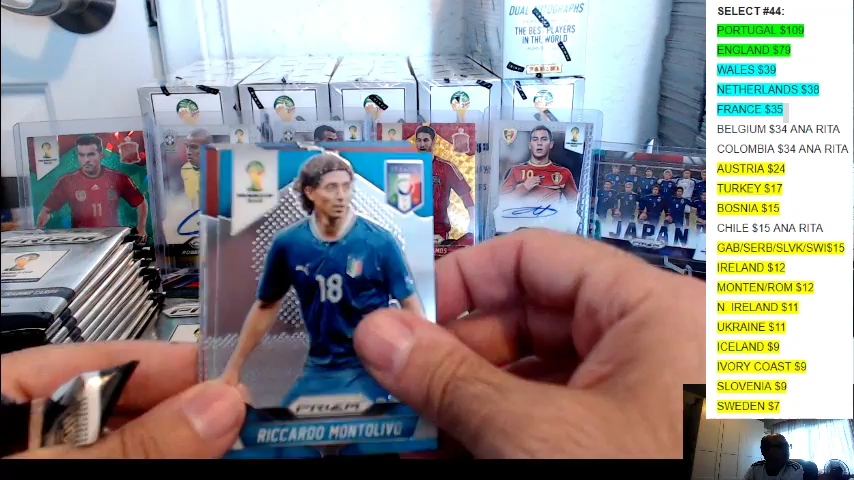 DUAL AUTOGRAPHS
THE BEST PLAYERS
IN THE WORLD
PANINI
11
10
JAPAN
18
PRIZM
RICCARDO MONTOLIVO
SELECT #44:
PORTUGAL $109
ENGLAND $79
WALES $39
NETHERLANDS $38
FRANCE $35
BELGIUM $34 ANA RITA
COLOMBIA $34 ANA RITA
AUSTRIA $24
TURKEY $17
BOSNIA $15
CHILE $15 ANA RITA
GAB/SERB/SLVK/SWI$15
IRELAND $12
MONTEN/ROM $12
N. IRELAND $11
UKRAINE $11
ICELAND $9
IVORY COAST $9
SLOVENIA $9
SWEDEN $7